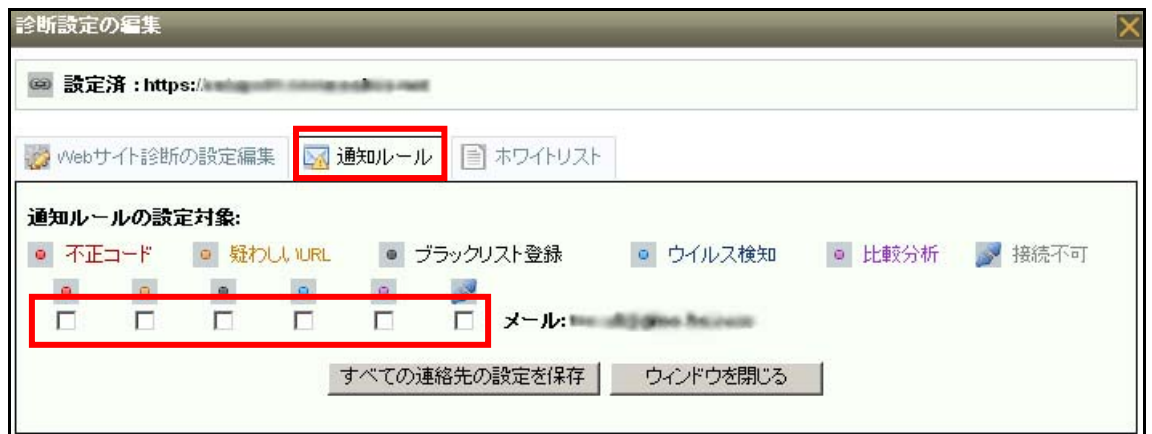 診断設定の編集
設定済 : https:/
Webサイト診断の設定編集 通知ルール ホワイトリスト
通知ルールの設定対象:
不正コード 疑わしいURL ブラックリスト登録 ウイルス検知 比較分析 接続不可
メール:
すべての連絡先の設定を保存 ウィンドウを閉じる